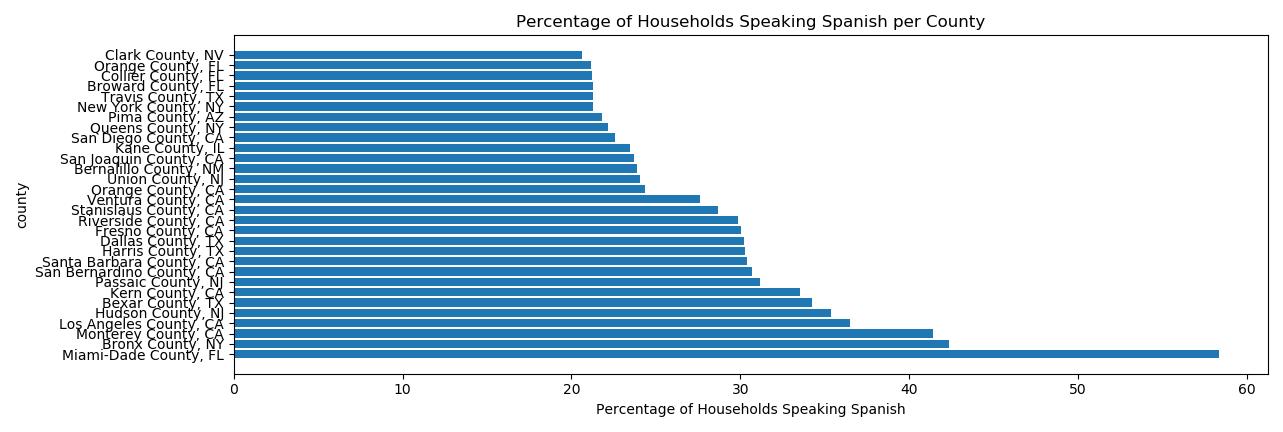 Percentage of Households Speaking Spanish per County
county
Clark County, NV
Orange County, FL
Collier County, FL
Broward County, FL
Travis County, TX
New York County, NY
Pima County, AZ
Queens County, NY
San Diego County, CA
Kane County, IL
San Joaquin County, CA
Bernalillo County, NM
Union County, NJ
Orange County, CA
Ventura County, CA
Stanislaus County, CA
Riverside County, CA
Fresno County, CA
Dallas County, TX
Harris County, TX
Santa Barbara County, CA
San Bernardino County, CA
Passaic County, NJ
Kern County, CA
Bexar County, TX
Hudson County, NJ
Los Angeles County, CA
Monterey County, CA
Bronx County, NY
Miami-Dade County, FL
0 10 20 30 40 50 60
Percentage of Households Speaking Spanish